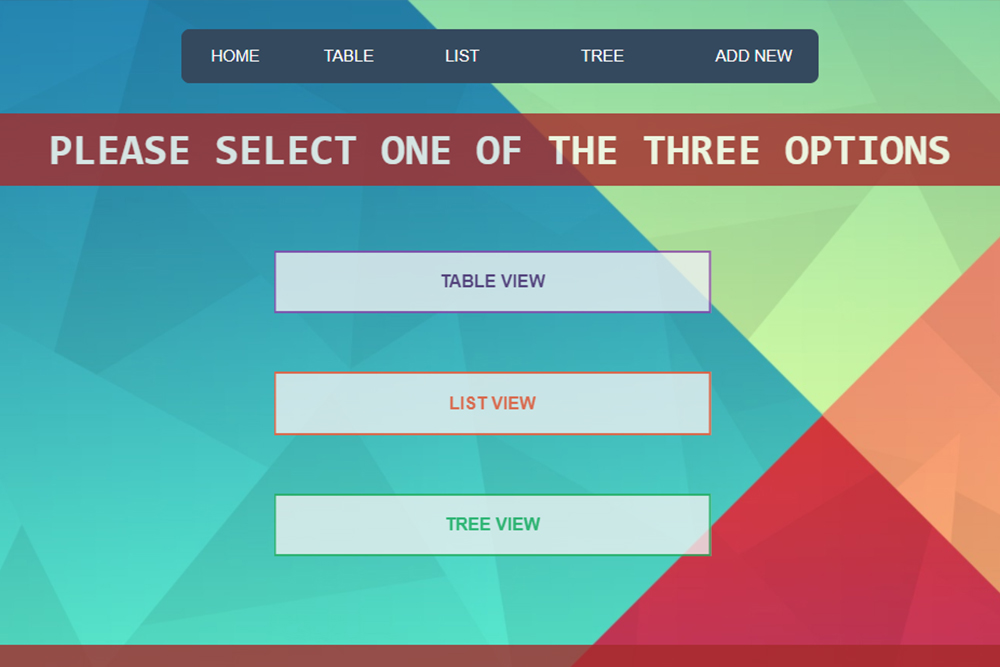 HOME TABLE LIST TREE ADD NEW
PLEASE SELECT ONE OF THE THREE OPTIONS
TABLE VIEW
LIST VIEW
TREE VIEW